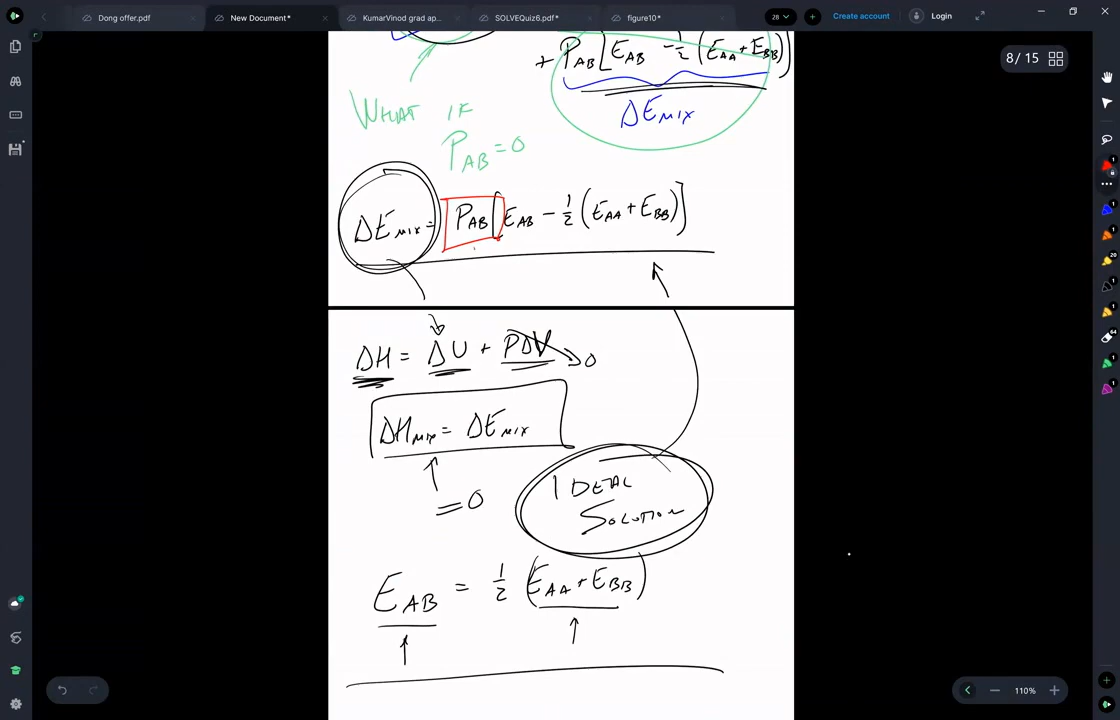 Dong offer.pdf
New Document*
KumarVinod grad ap...
SOLVEQuiz6.pdf*
figure10*
28
Create account
Login
8 / 15
+ P_AB [E_AB - 1/2 (E_AA + E_BB)]
ΔE_MIX
WHAT IF
P_AB = 0
ΔE_MIX = P_AB [E_AB - 1/2 (E_AA + E_BB)]
ΔH = ΔU + PΔV → 0
ΔH_MIX = ΔE_MIX
= 0
IDEAL
SOLUTION
E_AB = 1/2 (E_AA + E_BB)
110%